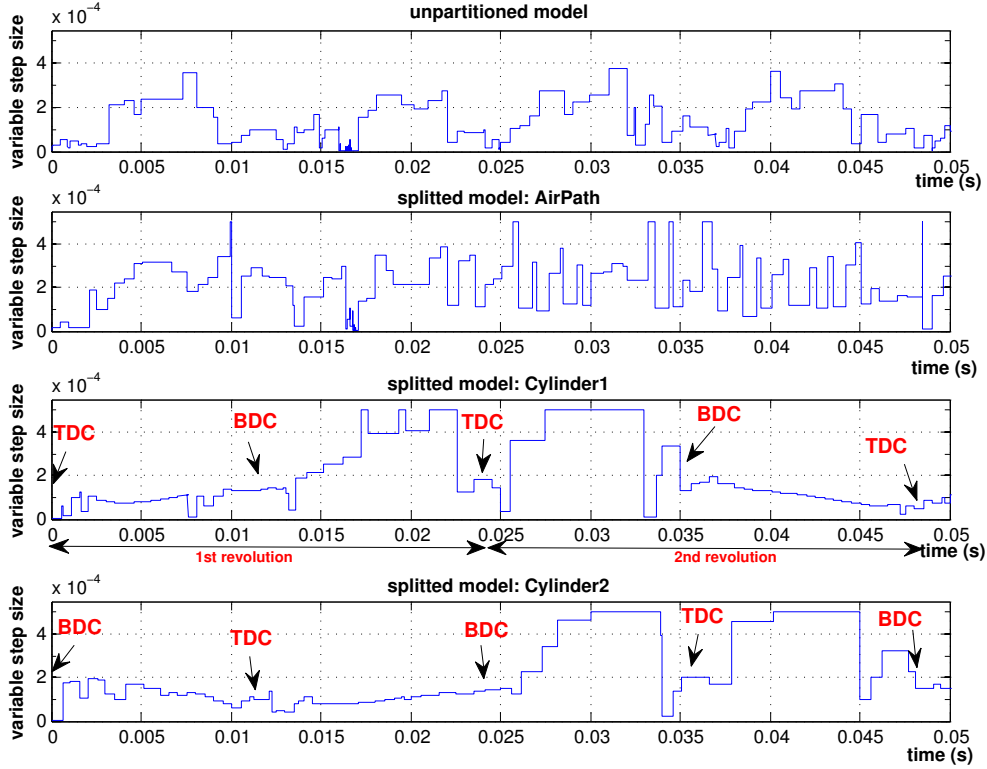 unpartitioned model
x 10⁻⁴
variable step size
4
2
0
0 0.005 0.01 0.015 0.02 0.025 0.03 0.035 0.04 0.045 0.05
time (s)
splitted model: AirPath
x 10⁻⁴
variable step size
4
2
0
0 0.005 0.01 0.015 0.02 0.025 0.03 0.035 0.04 0.045 0.05
time (s)
splitted model: Cylinder1
x 10⁻⁴
variable step size
4
2
0
TDC
BDC
TDC
BDC
TDC
0 0.005 0.01 0.015 0.02 0.025 0.03 0.035 0.04 0.045 0.05
1st revolution
2nd revolution
time (s)
splitted model: Cylinder2
x 10⁻⁴
variable step size
4
2
0
BDC
TDC
BDC
TDC
BDC
0 0.005 0.01 0.015 0.02 0.025 0.03 0.035 0.04 0.045 0.05
time (s)